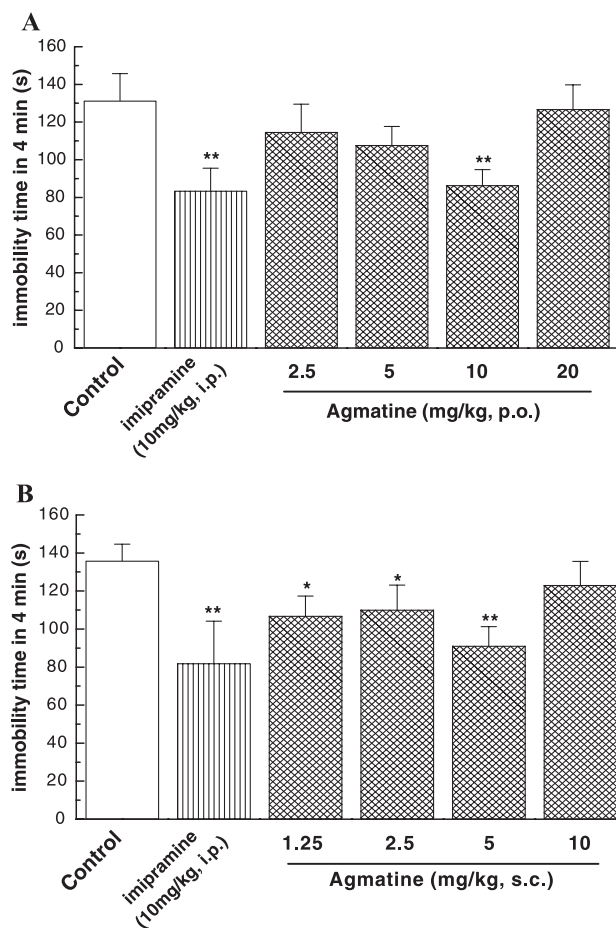 A
immobility time in 4 min (s)
160
140
120
100
80
60
40
20
0
**
**
Control
imipramine
(10mg/kg, i.p.)
2.5 5 10 20
Agmatine (mg/kg, p.o.)
B
immobility time in 4 min (s)
160
140
120
100
80
60
40
20
0
**
*
*
**
Control
imipramine
(10mg/kg, i.p.)
1.25 2.5 5 10
Agmatine (mg/kg, s.c.)